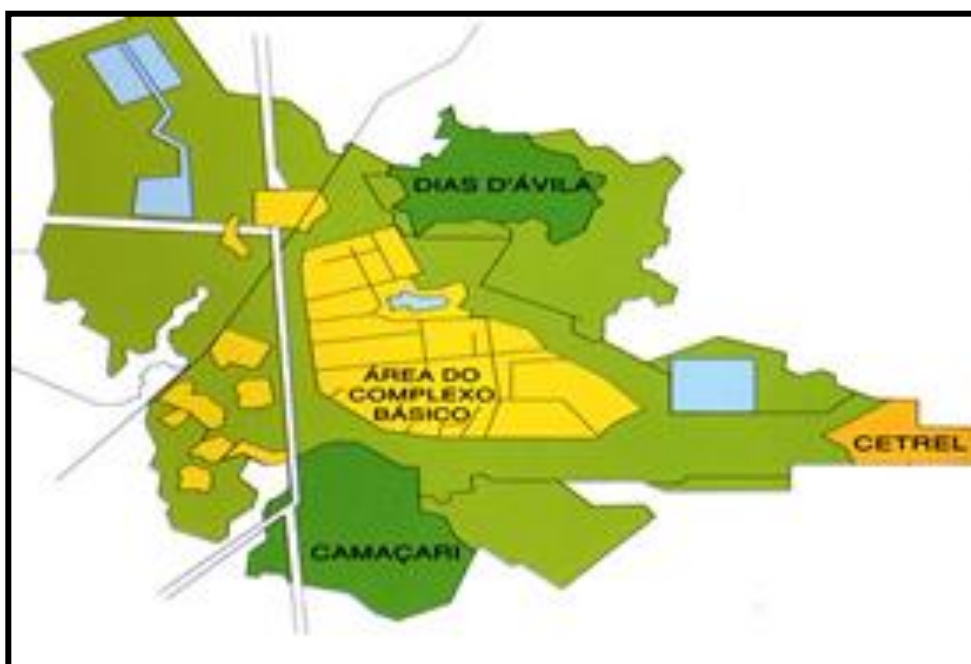 DIAS D'ÁVILA
ÁREA DO
COMPLEXO
BÁSICO
CETREL
CAMAÇARI